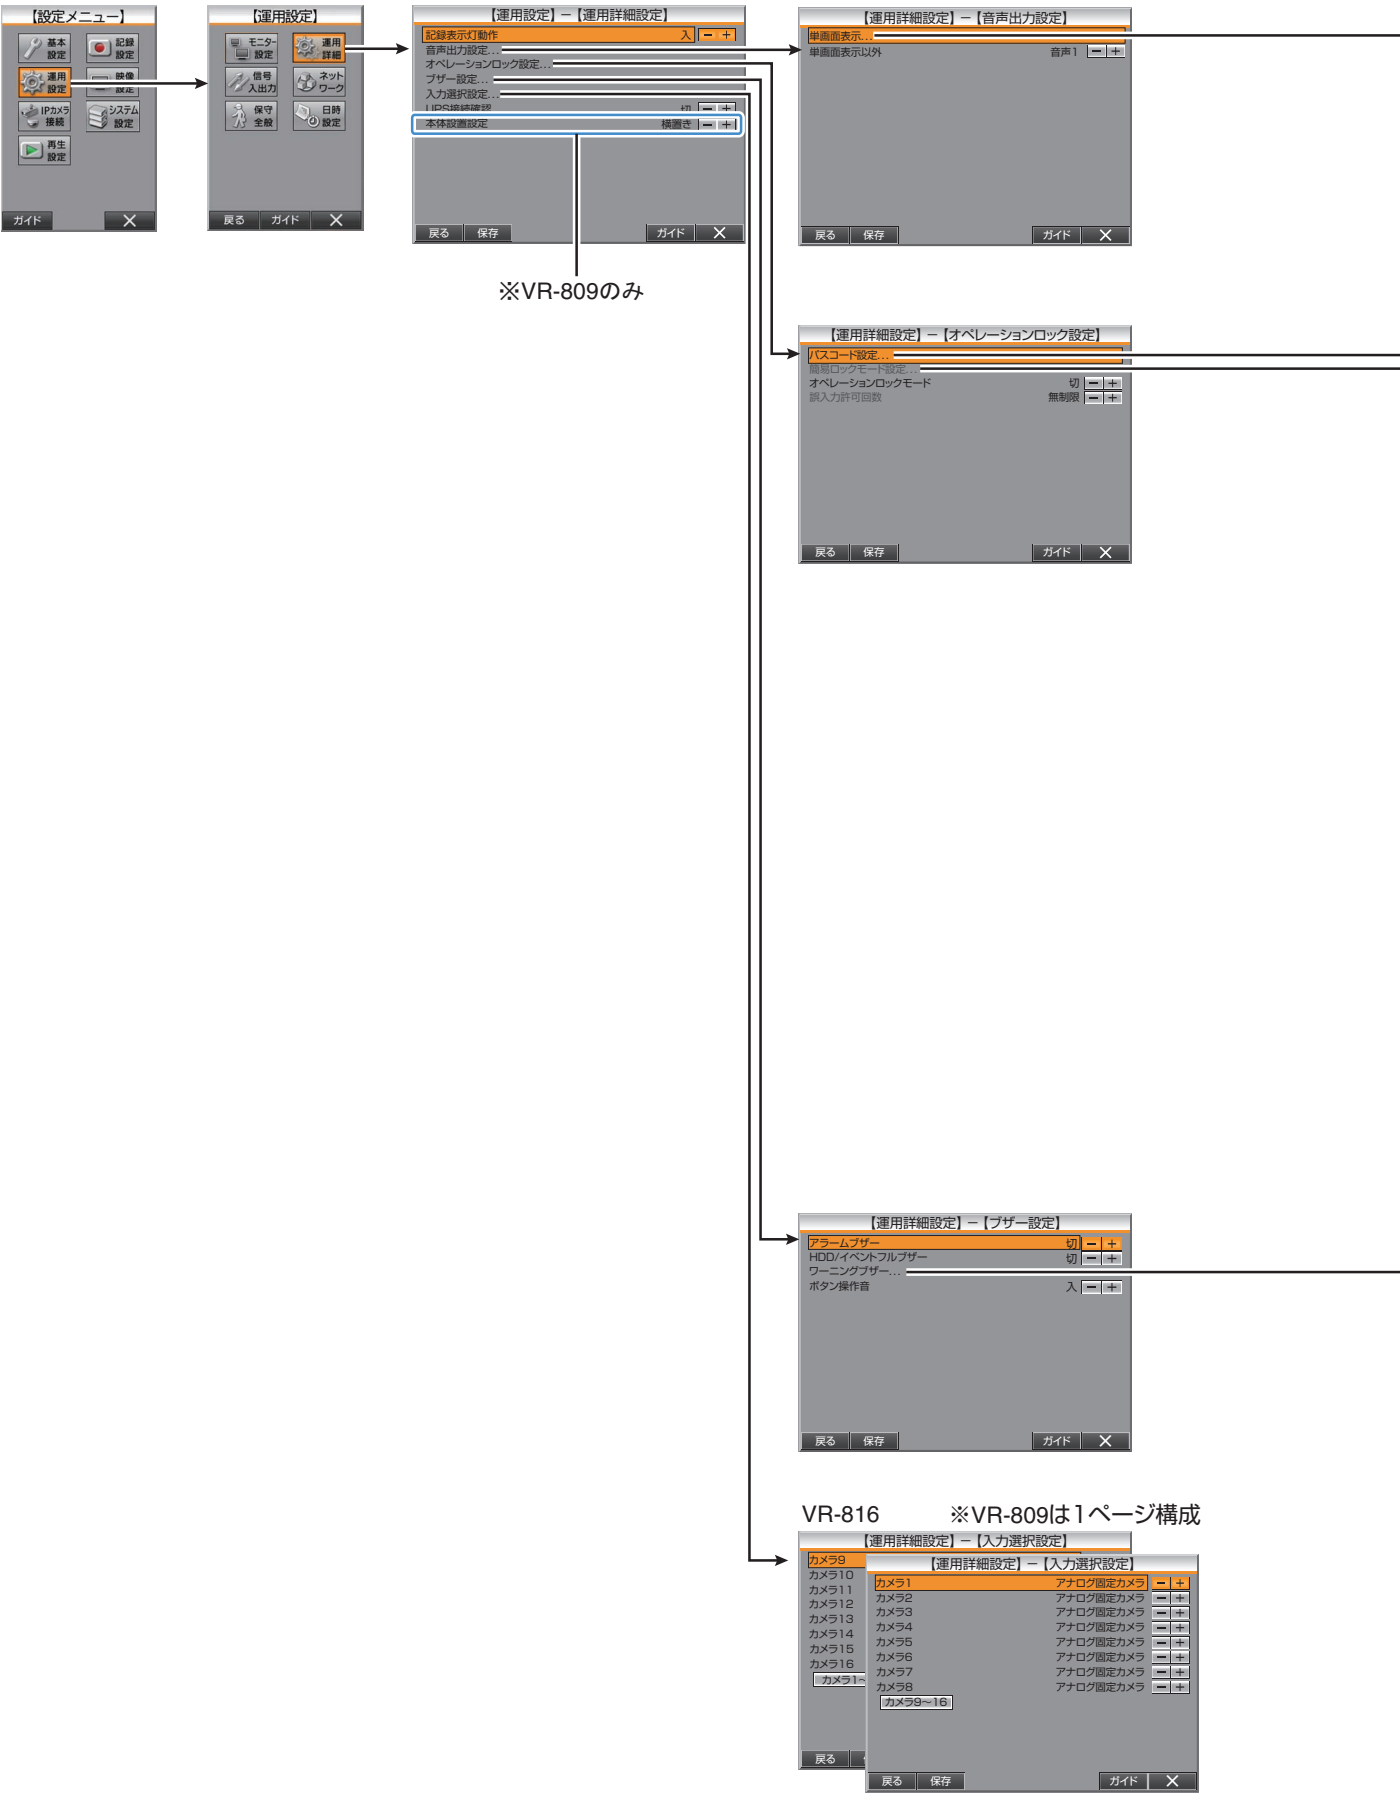 【設定メニュー】
基本設定
記録設定
運用設定
映像設定
IPカメラ接続
システム設定
再生設定
ガイド ×
【運用設定】
モニター設定
運用詳細
信号入出力
ネットワーク
保守全般
日時設定
戻る ガイド ×
【運用設定】−【運用詳細設定】
記録表示灯動作 入 − +
音声出力設定...
オペレーションロック設定...
ブザー設定...
入力選択設定...
UPS接続確認 切 − +
本体設置設定 横置き − +
戻る 保存 ガイド ×
※VR-809のみ
【運用詳細設定】−【音声出力設定】
単画面表示...
単画面表示以外 音声1 − +
戻る 保存 ガイド ×
【運用詳細設定】−【オペレーションロック設定】
パスコード設定...
簡易ロックモード設定...
オペレーションロックモード 切 − +
誤入力許可回数 無制限 − +
戻る 保存 ガイド ×
【運用詳細設定】−【ブザー設定】
アラームブザー 切 − +
HDD/イベントフルブザー 切 − +
ワーニングブザー...
ボタン操作音 入 − +
戻る 保存 ガイド ×
VR-816 ※VR-809は1ページ構成
【運用詳細設定】−【入力選択設定】
カメラ9
カメラ10
カメラ11
カメラ12
カメラ13
カメラ14
カメラ15
カメラ16
カメラ1〜
戻る
【運用詳細設定】−【入力選択設定】
カメラ1 アナログ固定カメラ − +
カメラ2 アナログ固定カメラ − +
カメラ3 アナログ固定カメラ − +
カメラ4 アナログ固定カメラ − +
カメラ5 アナログ固定カメラ − +
カメラ6 アナログ固定カメラ − +
カメラ7 アナログ固定カメラ − +
カメラ8 アナログ固定カメラ − +
カメラ9〜16
戻る 保存 ガイド ×